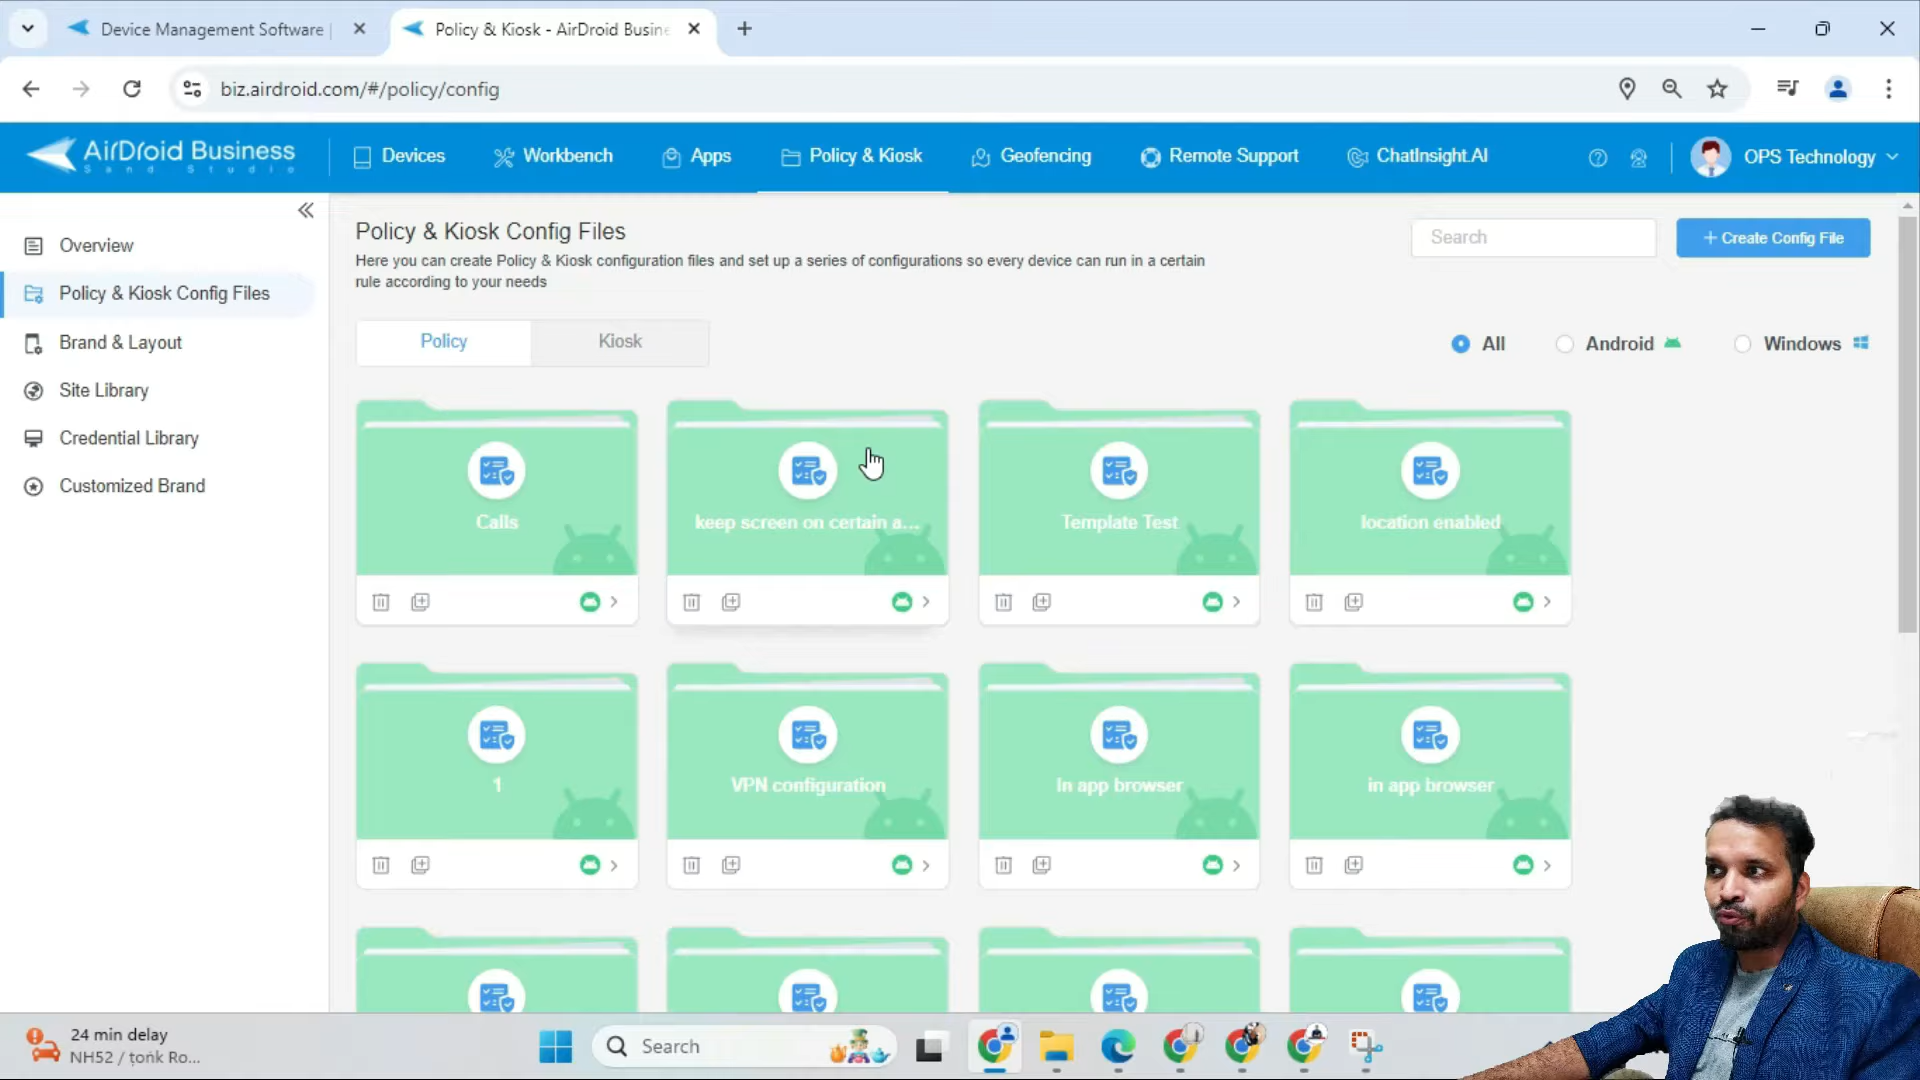 Device Management Software
Policy & Kiosk - AirDroid Busine
biz.airdroid.com/#/policy/config
AirDroid Business
Sand Studio
Devices
Workbench
Apps
Policy & Kiosk
Geofencing
Remote Support
ChatInsight.AI
OPS Technology
Overview
Policy & Kiosk Config Files
Brand & Layout
Site Library
Credential Library
Customized Brand
Policy & Kiosk Config Files
Here you can create Policy & Kiosk configuration files and set up a series of configurations so every device can run in a certain
rule according to your needs
Search
+ Create Config File
Policy
Kiosk
All
Android
Windows
Calls
keep screen on certain a...
Template Test
location enabled
1
VPN configuration
In app browser
in app browser
24 min delay
NH52 / tonk Ro...
Search